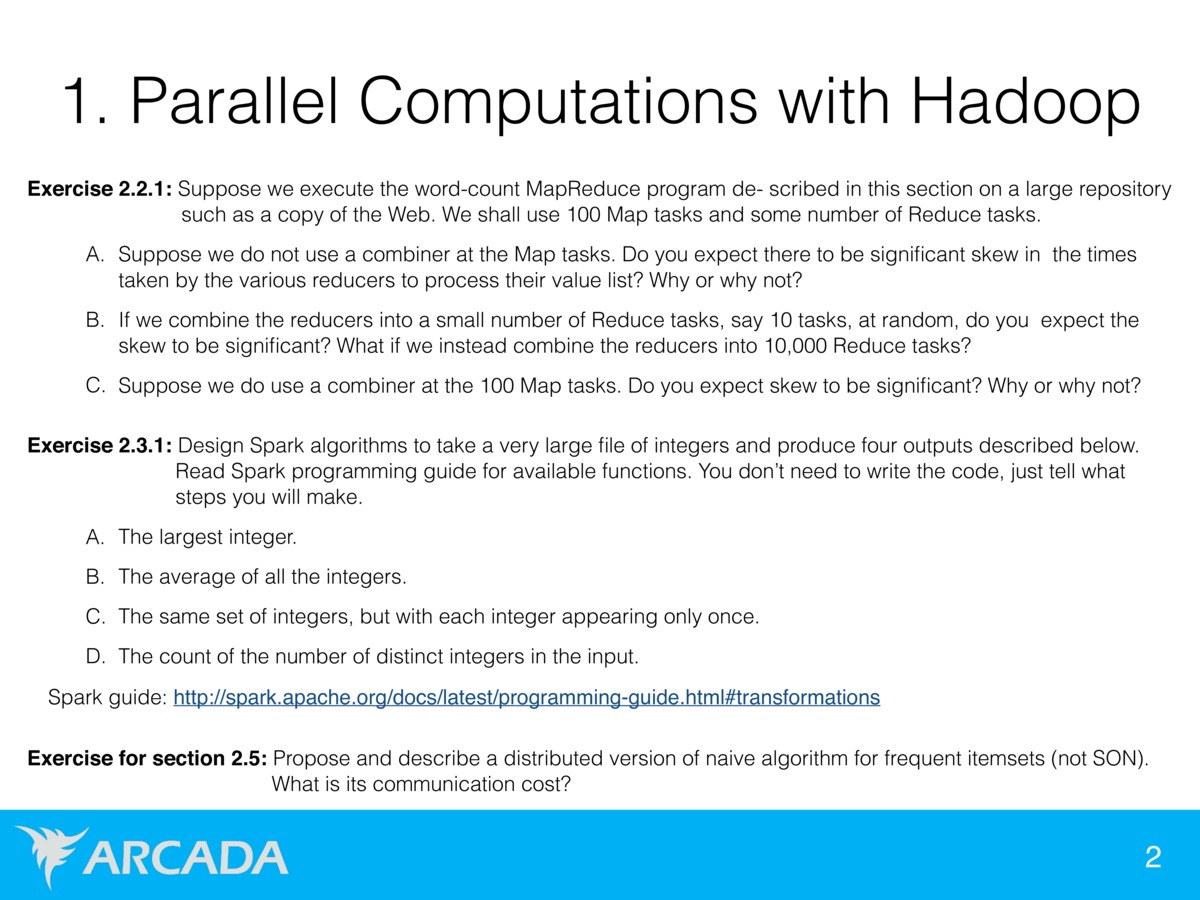 1. Parallel Computations with Hadoop
Exercise 2.2.1: Suppose we execute the word-count MapReduce program de- scribed in this section on a large repository
such as a copy of the Web. We shall use 100 Map tasks and some number of Reduce tasks.
A. Suppose we do not use a combiner at the Map tasks. Do you expect there to be significant skew in  the times
taken by the various reducers to process their value list? Why or why not?
B. If we combine the reducers into a small number of Reduce tasks, say 10 tasks, at random, do you  expect the
skew to be significant? What if we instead combine the reducers into 10,000 Reduce tasks?
C. Suppose we do use a combiner at the 100 Map tasks. Do you expect skew to be significant? Why or why not?
Exercise 2.3.1: Design Spark algorithms to take a very large file of integers and produce four outputs described below.
Read Spark programming guide for available functions. You don’t need to write the code, just tell what
steps you will make.
A. The largest integer.
B. The average of all the integers.
C. The same set of integers, but with each integer appearing only once.
D. The count of the number of distinct integers in the input.
Spark guide: http://spark.apache.org/docs/latest/programming-guide.html#transformations
Exercise for section 2.5: Propose and describe a distributed version of naive algorithm for frequent itemsets (not SON).
What is its communication cost?
ARCADA
2